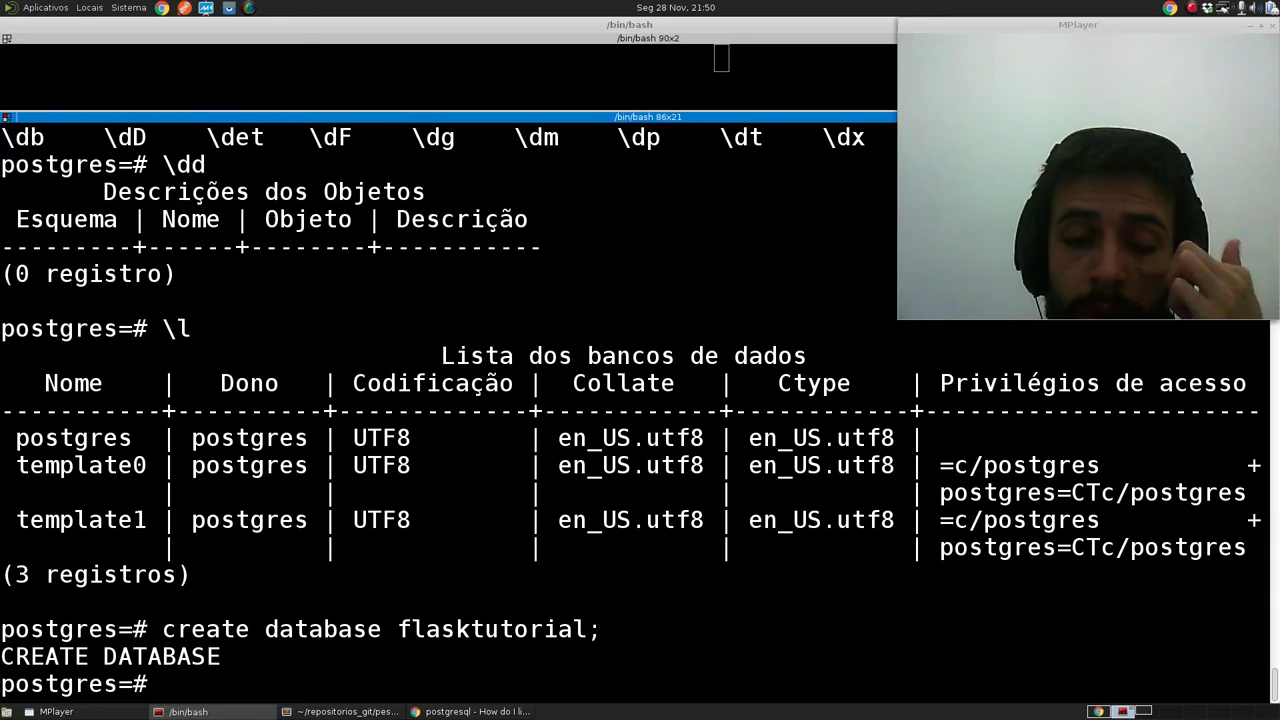 Aplicativos Locais Sistema Seg 28 Nov, 21:50
/bin/bash
MPlayer
/bin/bash 90x2
/bin/bash 86x21
\db \dD \det \dF \dg \dm \dp \dt \dx
postgres=# \dd
Descrições dos Objetos
Esquema | Nome | Objeto | Descrição
---------+------+--------+-----------
(0 registro)
postgres=# \l
Lista dos bancos de dados
Nome | Dono | Codificação | Collate | Ctype | Privilégios de acesso
-----------+----------+-------------+------------+------------+-----------------------
postgres | postgres | UTF8 | en_US.utf8 | en_US.utf8 |
template0 | postgres | UTF8 | en_US.utf8 | en_US.utf8 | =c/postgres +
| | | | | postgres=CTc/postgres
template1 | postgres | UTF8 | en_US.utf8 | en_US.utf8 | =c/postgres +
| | | | | postgres=CTc/postgres
(3 registros)
postgres=# create database flasktutorial;
CREATE DATABASE
postgres=#
MPlayer /bin/bash ~/repositorios_git/pes... postgresql - How do I li...